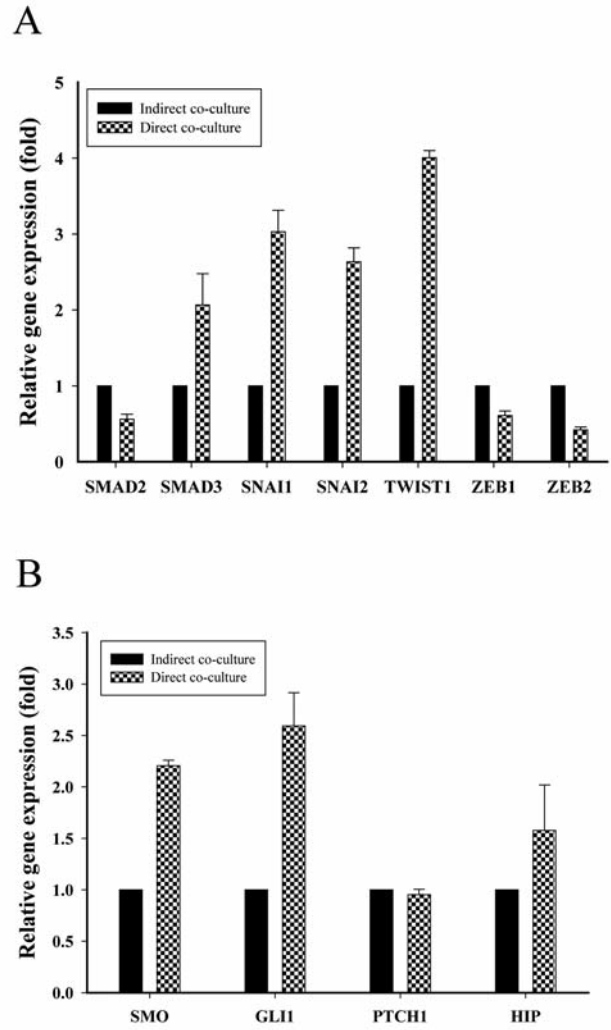 A
Relative gene expression (fold)
5
4
3
2
1
0
Indirect co-culture
Direct co-culture
SMAD2 SMAD3 SNAI1 SNAI2 TWIST1 ZEB1 ZEB2
B
Relative gene expression (fold)
3.5
3.0
2.5
2.0
1.5
1.0
0.5
0.0
Indirect co-culture
Direct co-culture
SMO GLI1 PTCH1 HIP